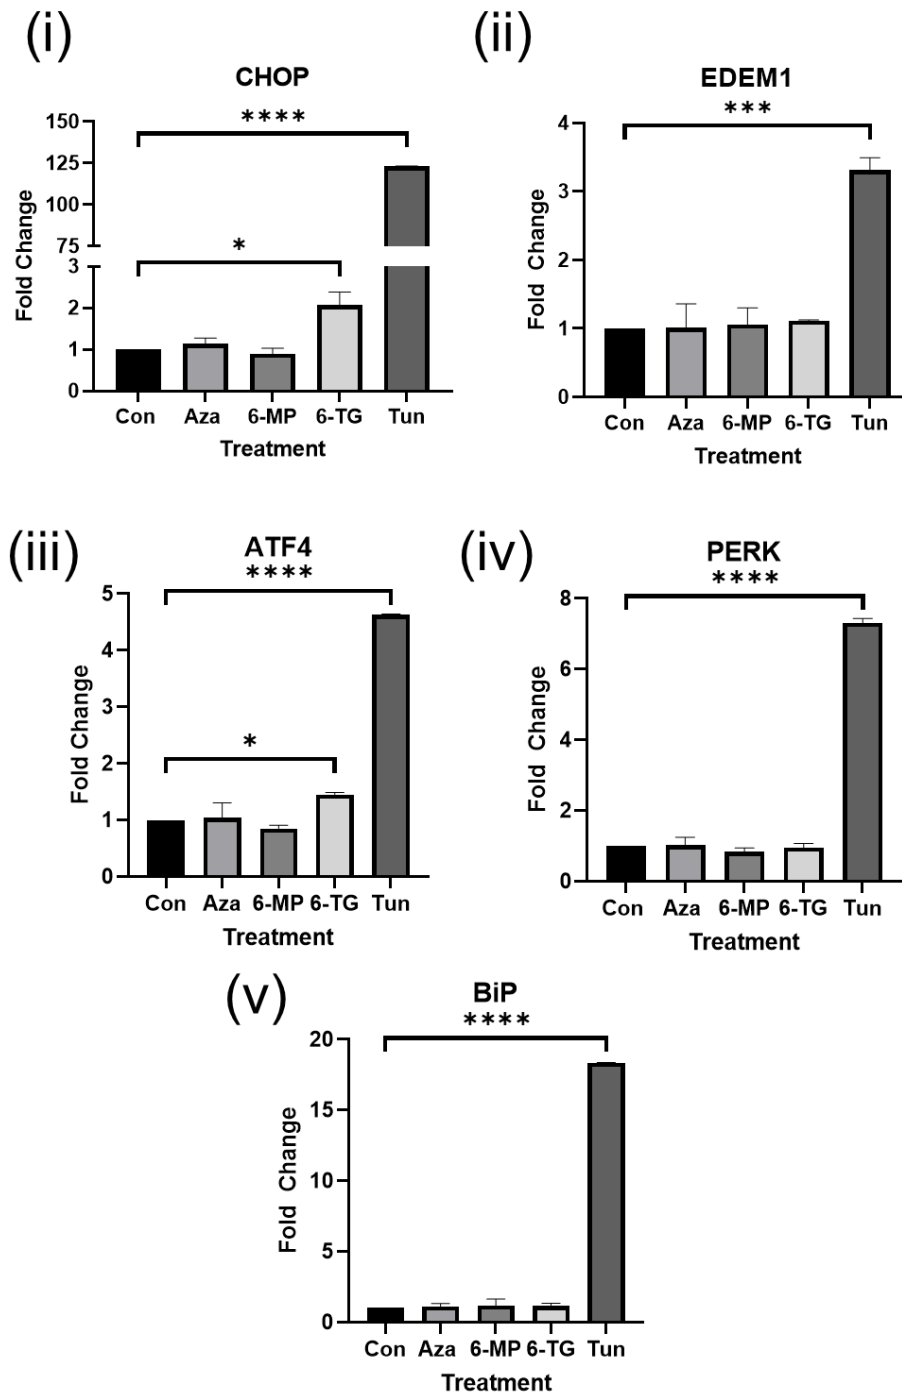 (i)
CHOP
****
*
Fold Change
150
125
100
75
3
2
1
0
Con Aza 6-MP 6-TG Tun
Treatment
(ii)
EDEM1
***
Fold Change
4
3
2
1
0
Con Aza 6-MP 6-TG Tun
Treatment
(iii)
ATF4
****
*
Fold Change
5
4
3
2
1
0
Con Aza 6-MP 6-TG Tun
Treatment
(iv)
PERK
****
Fold Change
8
6
4
2
0
Con Aza 6-MP 6-TG Tun
Treatment
(v)
BiP
****
Fold Change
20
15
10
5
0
Con Aza 6-MP 6-TG Tun
Treatment